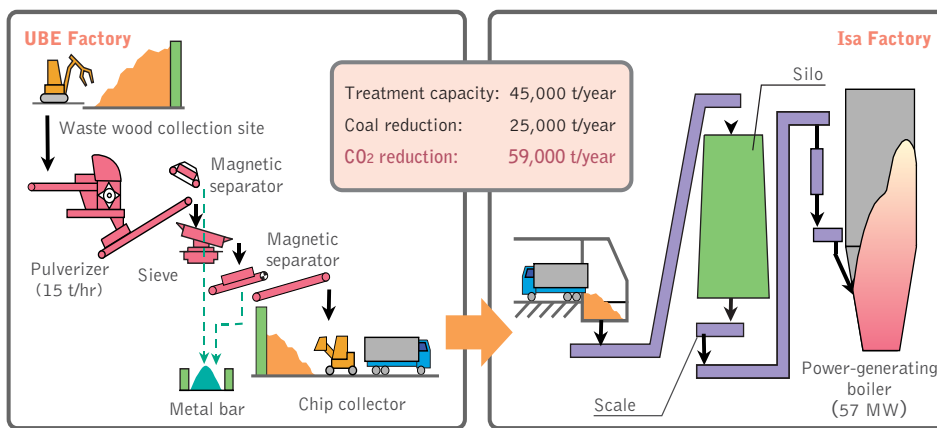 UBE Factory
Isa Factory
Treatment capacity: 45,000 t/year
Coal reduction: 25,000 t/year
CO2 reduction: 59,000 t/year
Silo
Waste wood collection site
Magnetic
separator
Magnetic
separator
Pulverizer
(15 t/hr)
Sieve
Metal bar
Chip collector
Scale
Power-generating
boiler
(57 MW)